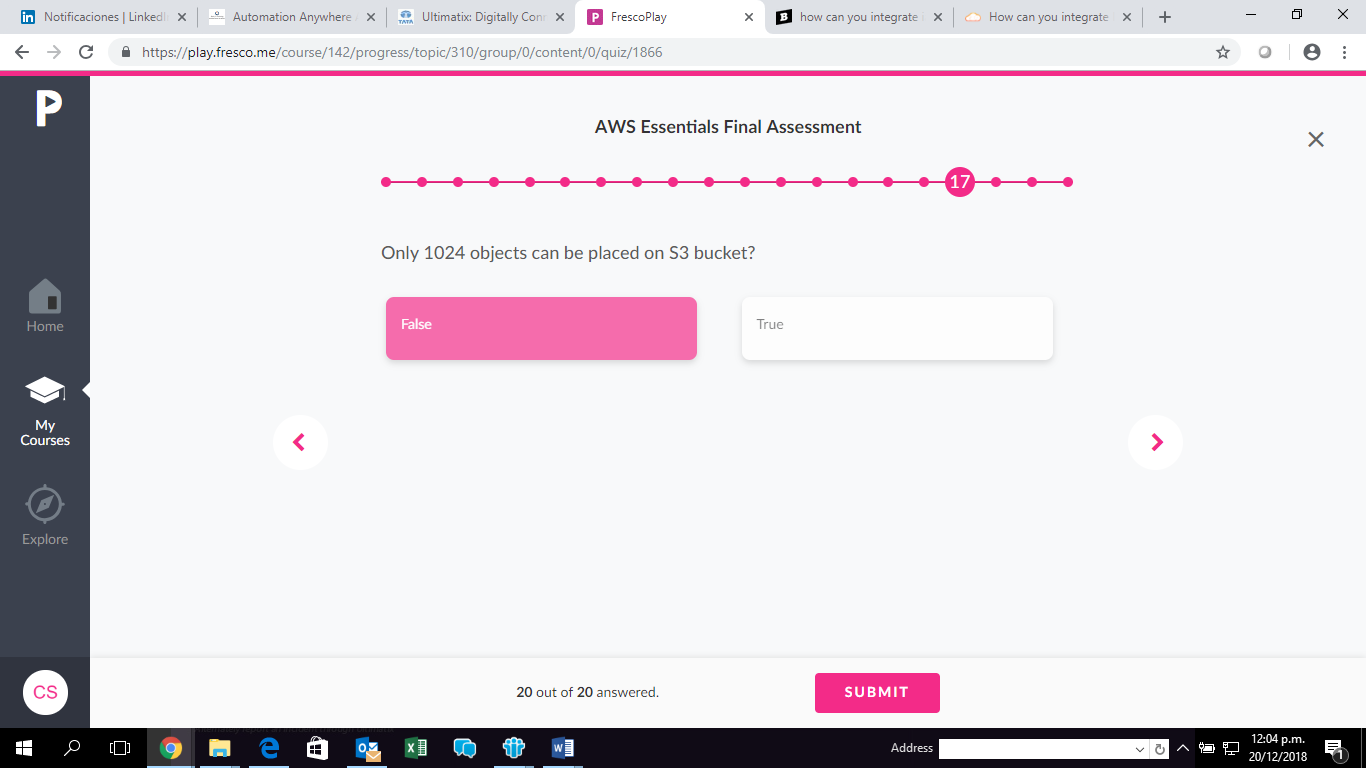 Notificaciones | LinkedI
Automation Anywhere
Ultimatix: Digitally Conn
FrescoPlay
how can you integrate
How can you integrate
https://play.fresco.me/course/142/progress/topic/310/group/0/content/0/quiz/1866
AWS Essentials Final Assessment
17
Only 1024 objects can be placed on S3 bucket?
False
True
Home
My
Courses
Explore
CS
20 out of 20 answered.
SUBMIT
Address
12:04 p.m.
20/12/2018
1